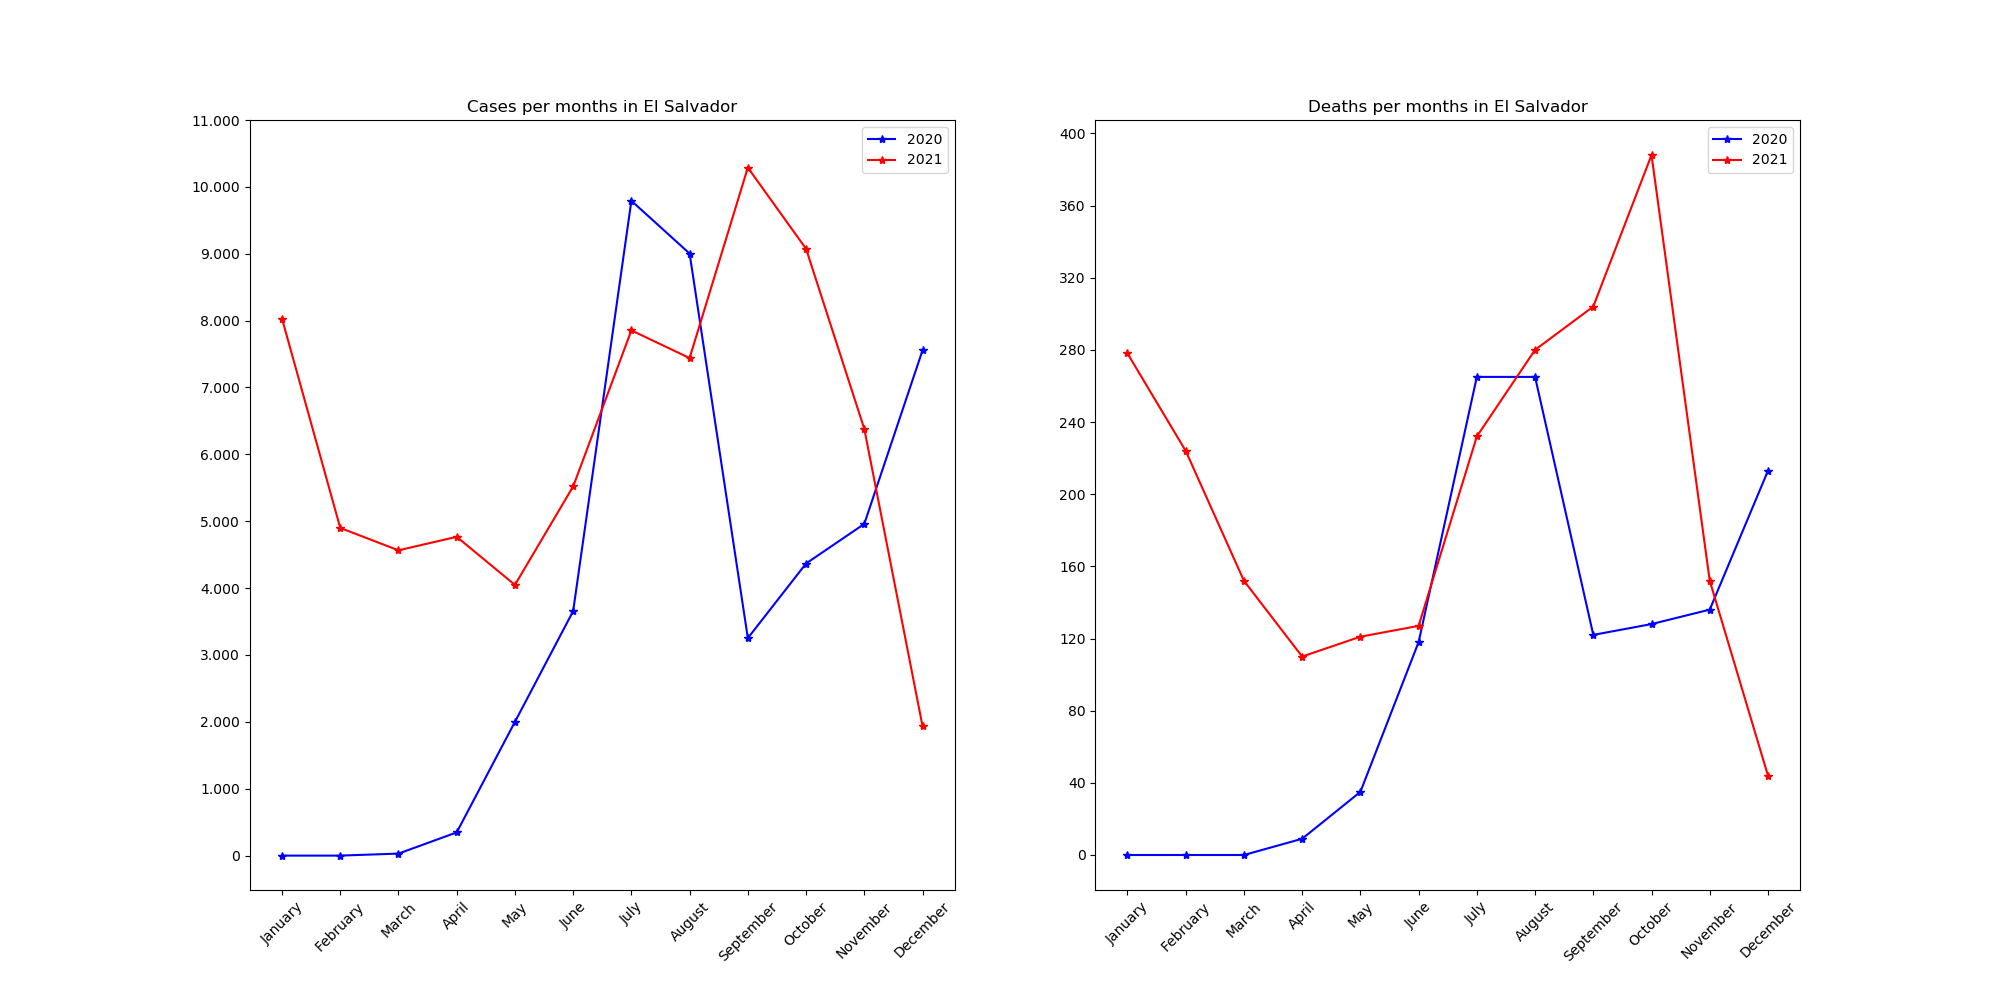 Cases per months in El Salvador
11.000
10.000
9.000
8.000
7.000
6.000
5.000
4.000
3.000
2.000
1.000
0
2020
2021
January
February
March
April
May
June
July
August
September
October
November
December
Deaths per months in El Salvador
400
360
320
280
240
200
160
120
80
40
0
2020
2021
January
February
March
April
May
June
July
August
September
October
November
December